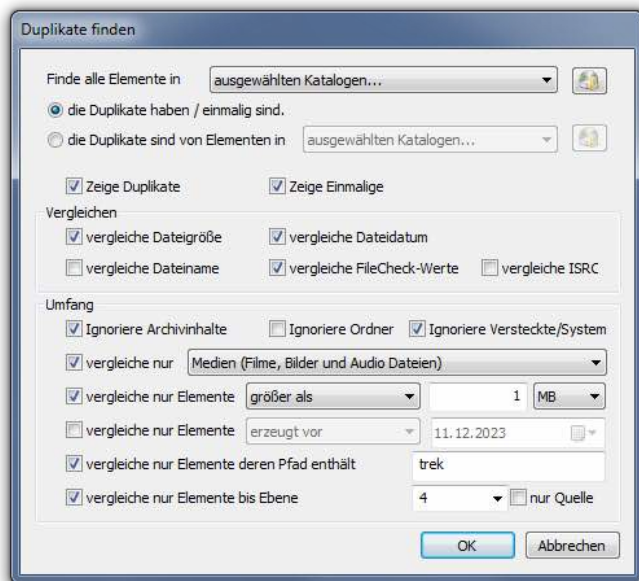 Duplikate finden
Finde alle Elemente in ausgewählten Katalogen...
die Duplikate haben / einmalig sind.
die Duplikate sind von Elementen in ausgewählten Katalogen...
Zeige Duplikate Zeige Einmalige
Vergleichen
vergleiche Dateigröße vergleiche Dateidatum
vergleiche Dateiname vergleiche FileCheck-Werte vergleiche ISRC
Umfang
Ignoriere Archivinhalte Ignoriere Ordner Ignoriere Versteckte/System
vergleiche nur Medien (Filme, Bilder und Audio Dateien)
vergleiche nur Elemente größer als 1 MB
vergleiche nur Elemente erzeugt vor 11.12.2023
vergleiche nur Elemente deren Pfad enthält trek
vergleiche nur Elemente bis Ebene 4 nur Quelle
OK Abbrechen